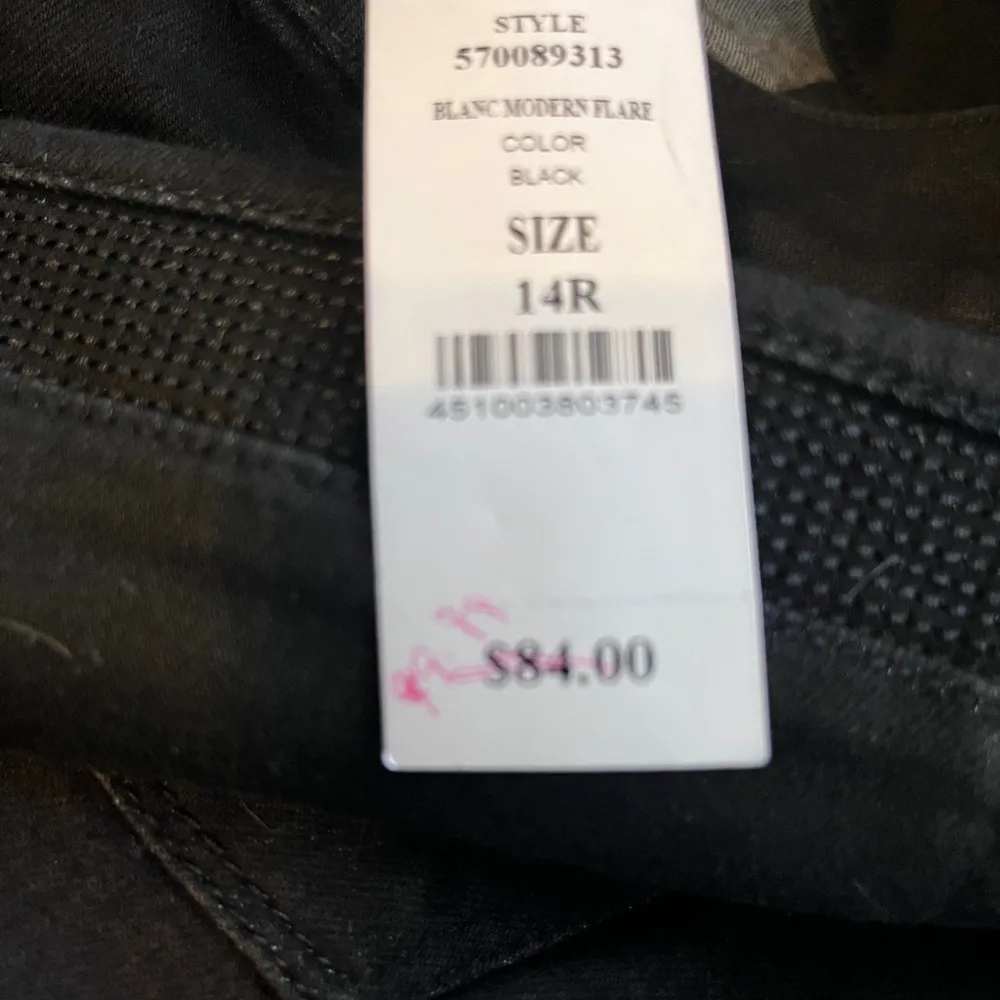 STYLE
570089313
BLANC MODERN FLARE
COLOR
BLACK
SIZE
14R
451003803745
$84.00